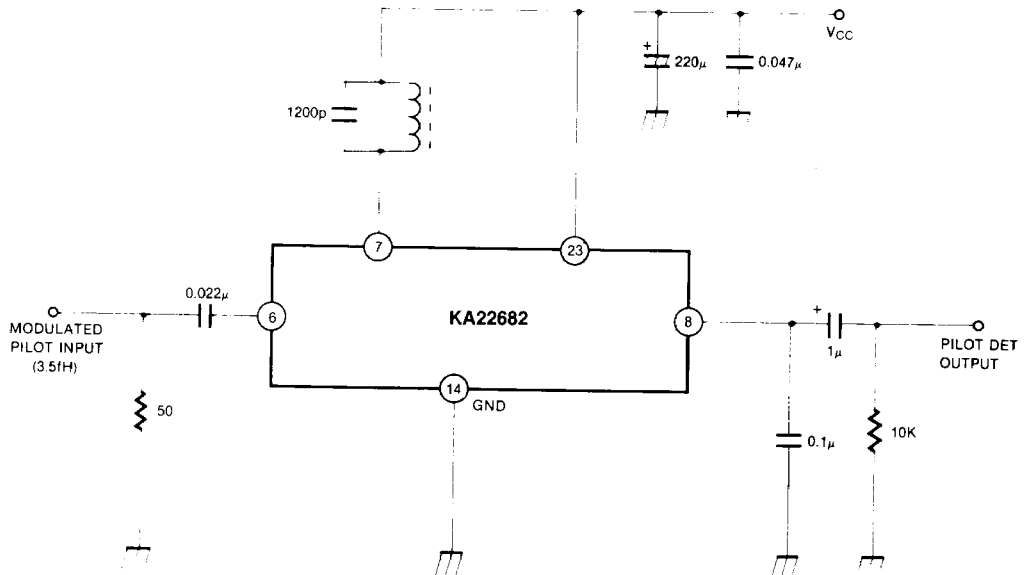 VCC
220μ
0.047μ
1200p
7
23
0.022μ
6
KA22682
8
+
+
1μ
MODULATED
PILOT INPUT
(3.5fH)
PILOT DET
OUTPUT
14
GND
50
0.1μ
10K